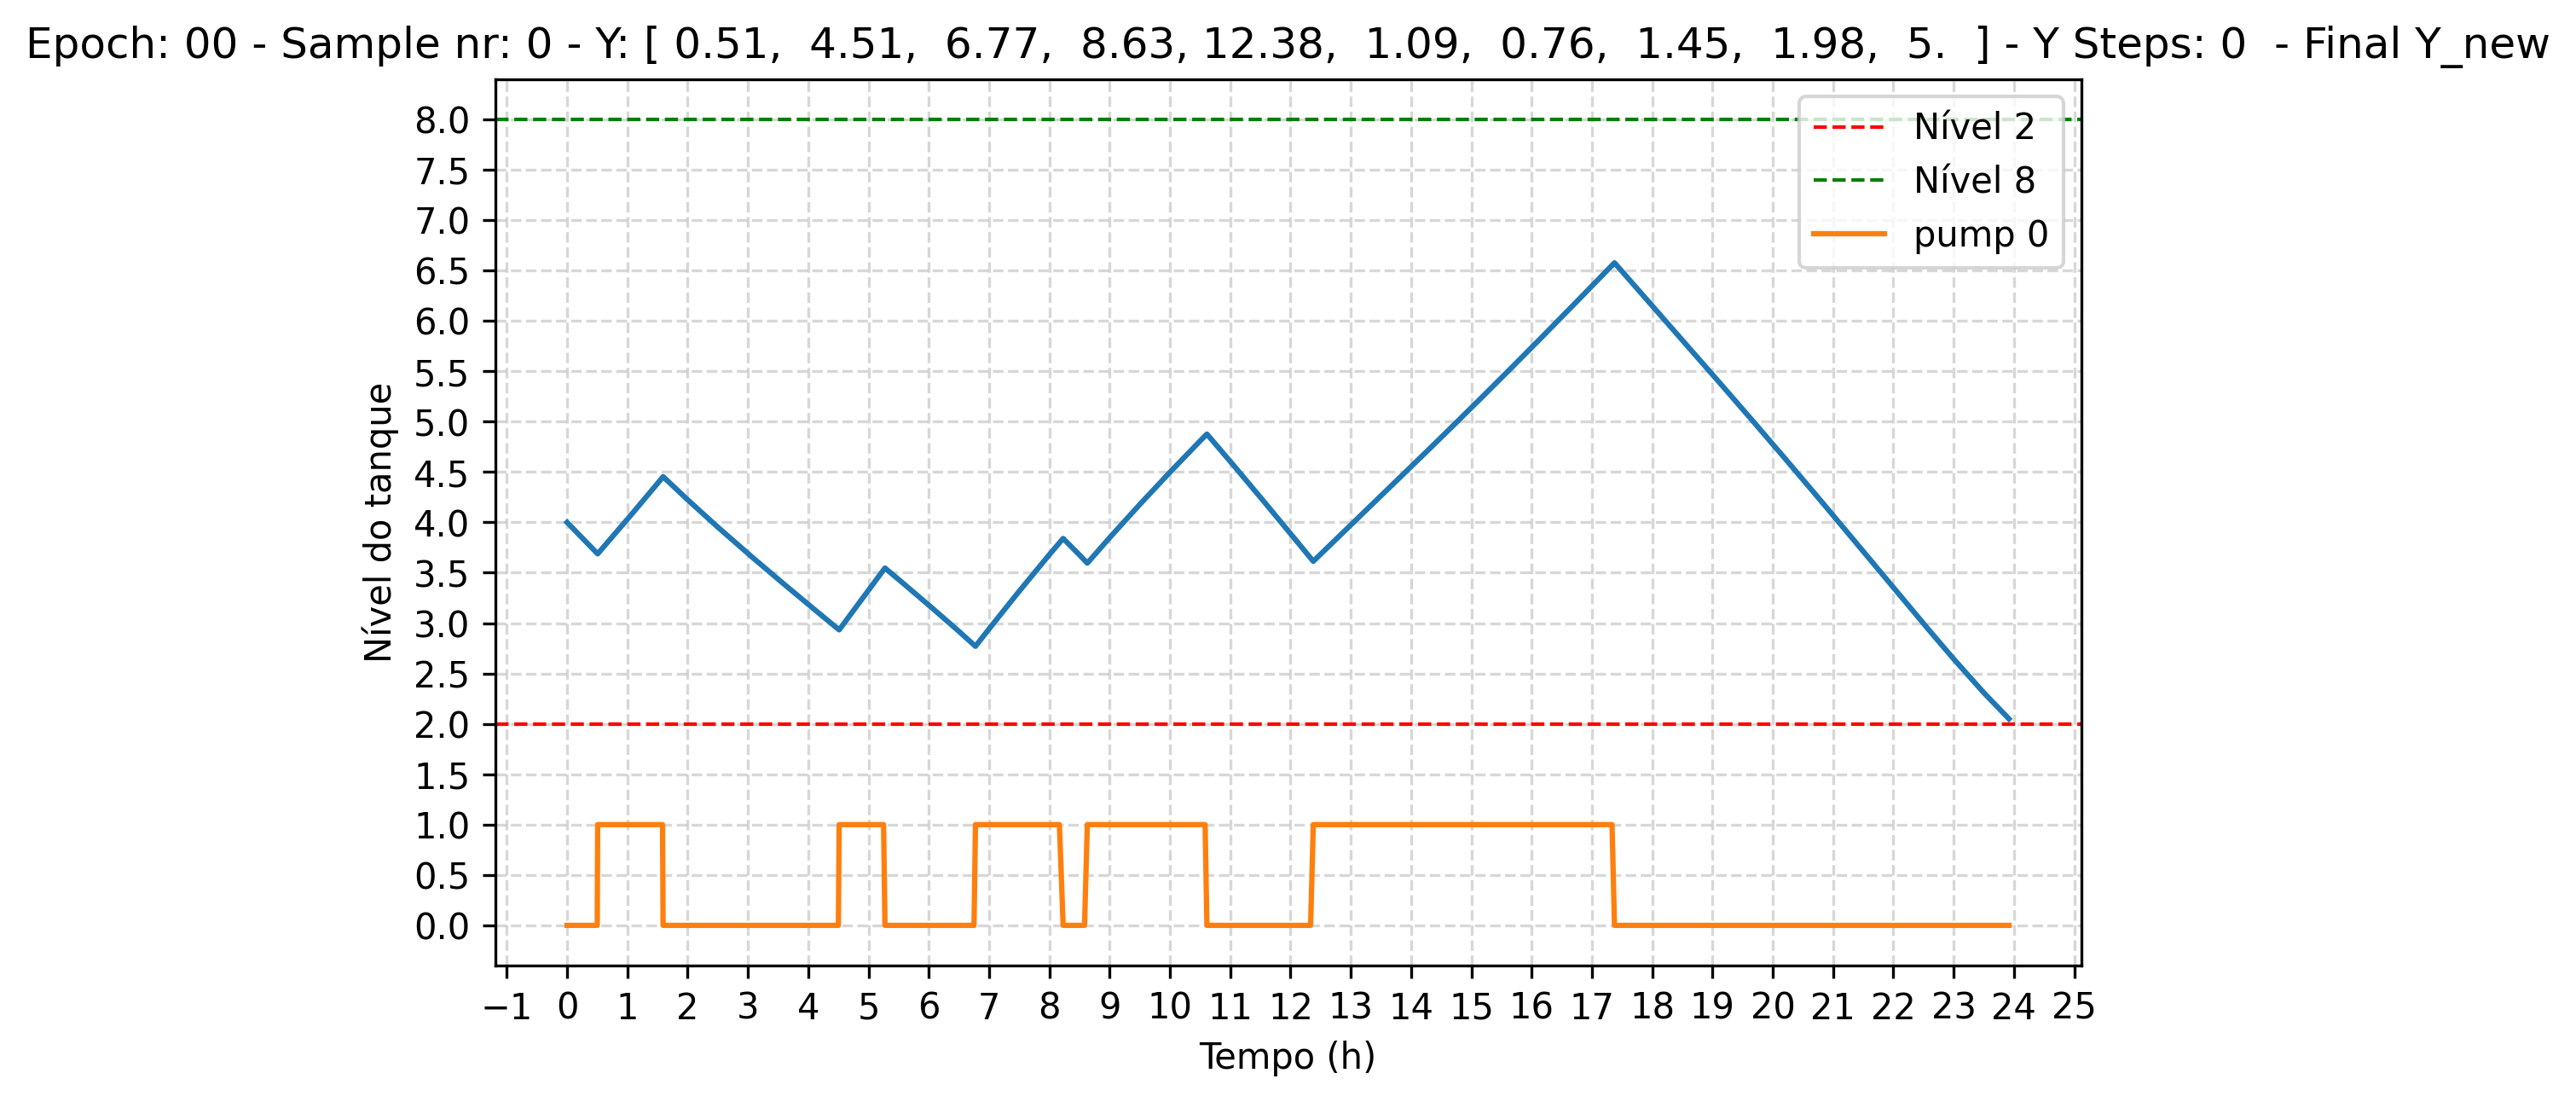 Epoch: 00 - Sample nr: 0 - Y: [ 0.51,  4.51,  6.77,  8.63, 12.38,  1.09,  0.76,  1.45,  1.98,  5.  ] - Y Steps: 0  - Final Y_new
Nível 2
Nível 8
pump 0
8.0
7.5
7.0
6.5
6.0
5.5
5.0
4.5
4.0
3.5
3.0
2.5
2.0
1.5
1.0
0.5
0.0
Nível do tanque
−1 0 1 2 3 4 5 6 7 8 9 10 11 12 13 14 15 16 17 18 19 20 21 22 23 24 25
Tempo (h)